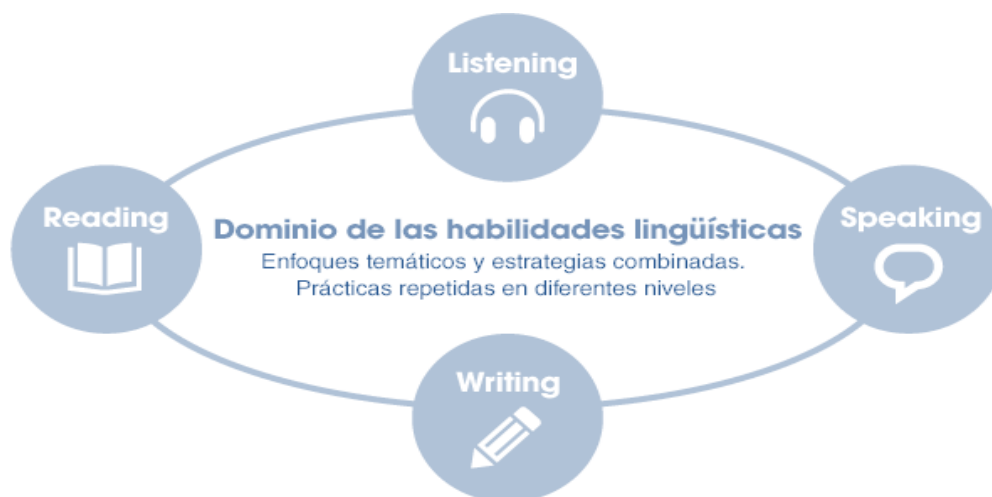 Listening
Reading
Speaking
Dominio de las habilidades lingüísticas
Enfoques temáticos y estrategias combinadas.
Prácticas repetidas en diferentes niveles
Writing